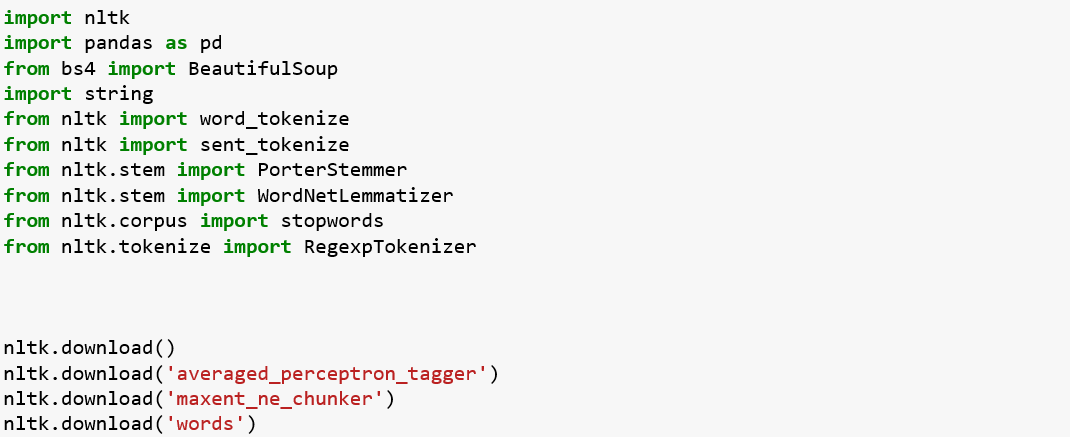 import nltk
import pandas as pd
from bs4 import BeautifulSoup
import string
from nltk import word_tokenize
from nltk import sent_tokenize
from nltk.stem import PorterStemmer
from nltk.stem import WordNetLemmatizer
from nltk.corpus import stopwords
from nltk.tokenize import RegexpTokenizer
nltk.download()
nltk.download('averaged_perceptron_tagger')
nltk.download('maxent_ne_chunker')
nltk.download('words')